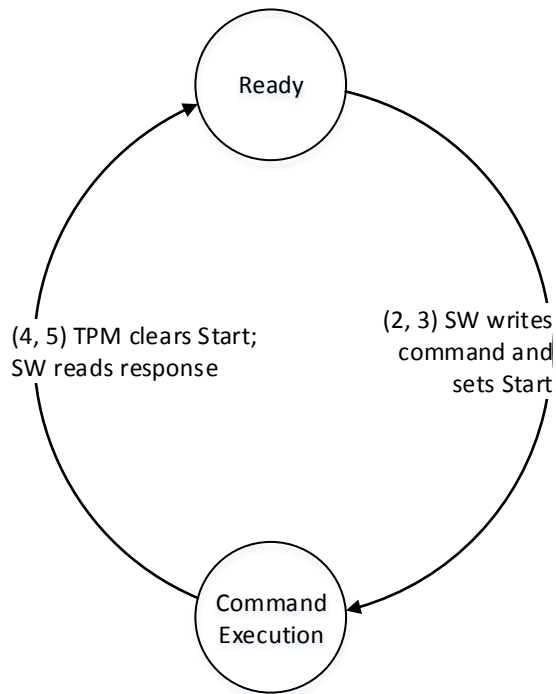 Ready
(4, 5) TPM clears Start;
SW reads response
(2, 3) SW writes
command and
sets Start
Command
Execution